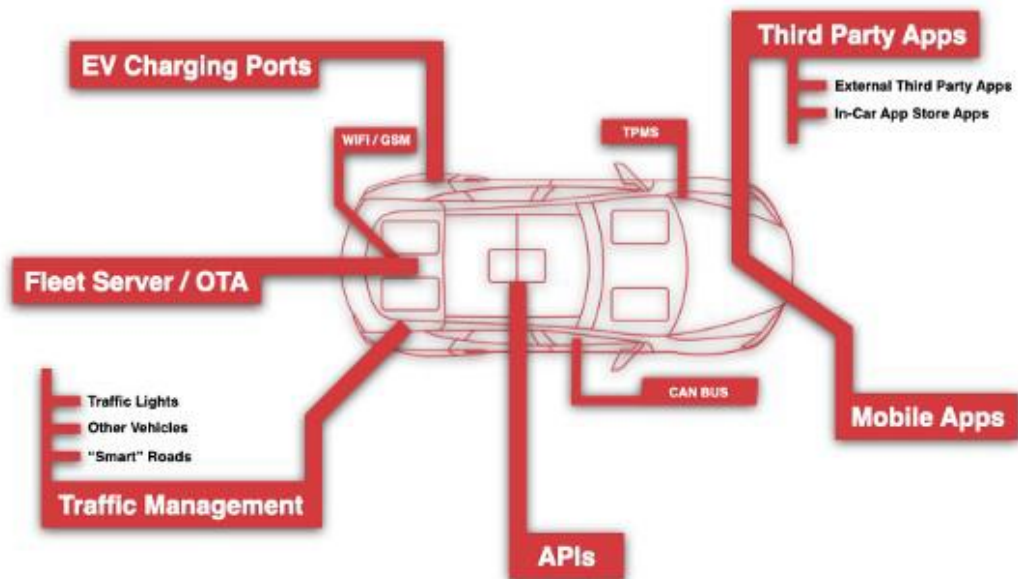 Third Party Apps
External Third Party Apps
In-Car App Store Apps
EV Charging Ports
WIFI / GSM
TPMS
Fleet Server / OTA
CAN BUS
Mobile Apps
Traffic Lights
Other Vehicles
“Smart” Roads
Traffic Management
APIs